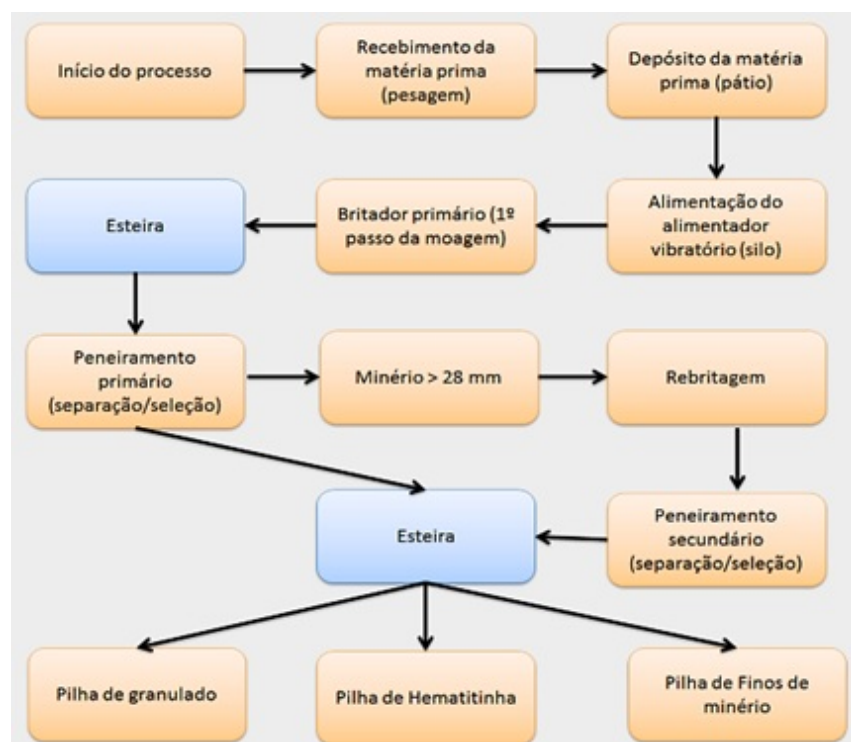 Início do processo
Recebimento da
matéria prima
(pesagem)
Depósito da matéria
prima (pátio)
Esteira
Britador primário (1º
passo da moagem)
Alimentação do
alimentador
vibratório (silo)
Peneiramento
primário
(separação/seleção)
Minério > 28 mm
Rebritagem
Esteira
Peneiramento
secundário
(separação/seleção)
Pilha de granulado
Pilha de Hematitinha
Pilha de Finos de
minério